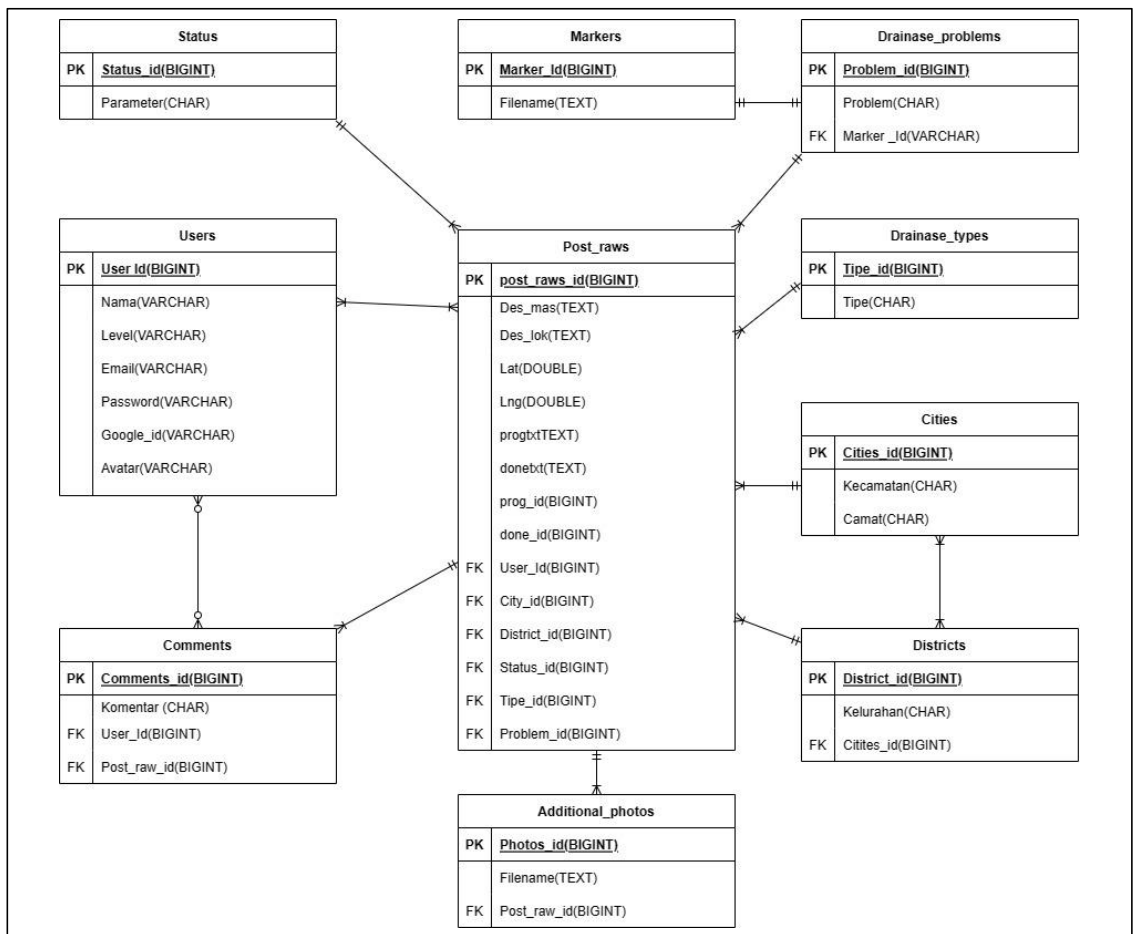 Status
PK Status_id(BIGINT)
Parameter(CHAR)
Markers
PK Marker_Id(BIGINT)
Filename(TEXT)
Drainase_problems
PK Problem_id(BIGINT)
Problem(CHAR)
FK Marker _Id(VARCHAR)
Users
PK User Id(BIGINT)
Nama(VARCHAR)
Level(VARCHAR)
Email(VARCHAR)
Password(VARCHAR)
Google_id(VARCHAR)
Avatar(VARCHAR)
Post_raws
PK post_raws_id(BIGINT)
Des_mas(TEXT)
Des_lok(TEXT)
Lat(DOUBLE)
Lng(DOUBLE)
progtxtTEXT)
donetxt(TEXT)
prog_id(BIGINT)
done_id(BIGINT)
FK User_Id(BIGINT)
FK City_id(BIGINT)
FK District_id(BIGINT)
FK Status_id(BIGINT)
FK Tipe_id(BIGINT)
FK Problem_id(BIGINT)
Drainase_types
PK Tipe_id(BIGINT)
Tipe(CHAR)
Cities
PK Cities_id(BIGINT)
Kecamatan(CHAR)
Camat(CHAR)
Comments
PK Comments_id(BIGINT)
Komentar (CHAR)
FK User_Id(BIGINT)
FK Post_raw_id(BIGINT)
Districts
PK District_id(BIGINT)
Kelurahan(CHAR)
FK Citites_id(BIGINT)
Additional_photos
PK Photos_id(BIGINT)
Filename(TEXT)
FK Post_raw_id(BIGINT)